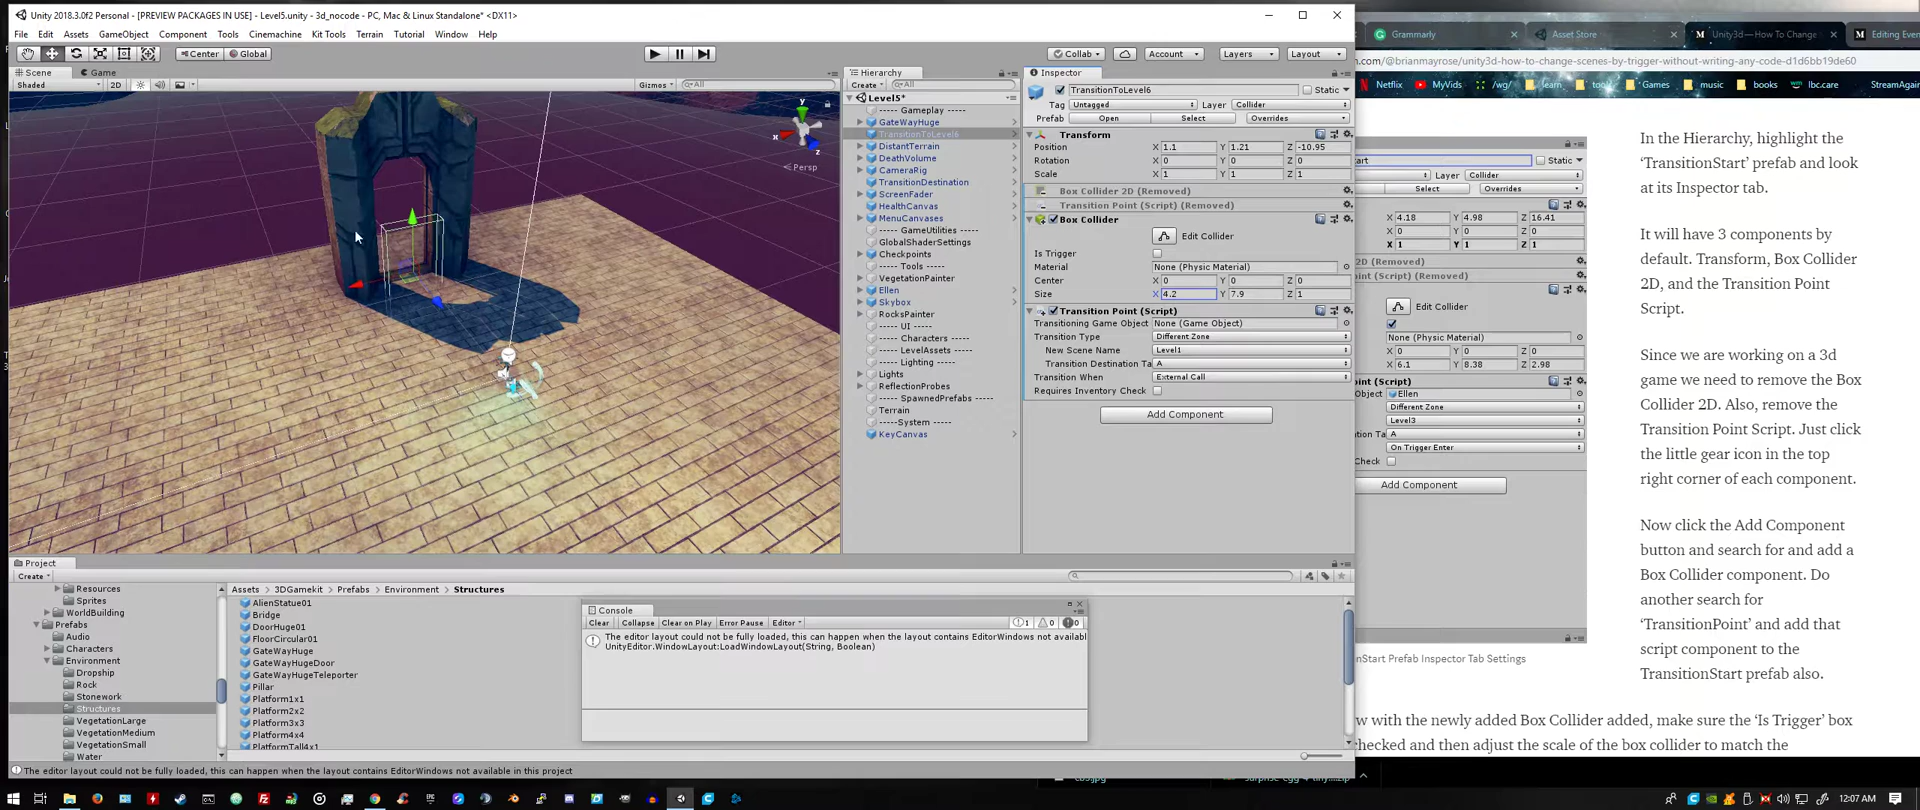 Unity 2018.3.0f2 Personal - [PREVIEW PACKAGES IN USE] - Level5.unity - 3d_nocode - PC, Mac & Linux Standalone* <DX11>
File Edit Assets GameObject Component Tools Cinemachine Kit Tools Terrain Tutorial Window Help
Center Global
Collab Account Layers Layout
Scene Game
Shaded 2D Gizmos All
y
x
z
Persp
Hierarchy
Create All
Level5*
----- Gameplay -----
GateWayHuge
TransitionToLevel6
DistantTerrain
DeathVolume
CameraRig
TransitionDestination
ScreenFader
HealthCanvas
MenuCanvases
----- GameUtilities -----
GlobalShaderSettings
Checkpoints
----- Tools -----
VegetationPainter
Ellen
Skybox
RocksPainter
----- UI -----
----- Characters -----
----- LevelAssets -----
----- Lighting -----
Lights
ReflectionProbes
----- SpawnedPrefabs -----
Terrain
-----System -----
KeyCanvas
Inspector
TransitionToLevel6 Static
Tag Untagged Layer Collider
Prefab Open Select Overrides
Transform
Position X 1.1 Y 1.21 Z -10.95
Rotation X 0 Y 0 Z 0
Scale X 1 Y 1 Z 1
Box Collider 2D (Removed)
Transition Point (Script) (Removed)
Box Collider
Edit Collider
Is Trigger
Material None (Physic Material)
Center X 0 Y 0 Z 0
Size X 4.2 Y 7.9 Z 1
Transition Point (Script)
Transitioning Game Object None (Game Object)
Transition Type Different Zone
New Scene Name Level1
Transition Destination Ta A
Transition When External Call
Requires Inventory Check
Add Component
Project
Create
Resources
Sprites
WorldBuilding
Prefabs
Audio
Characters
Environment
Dropship
Rock
Stonework
Structures
VegetationLarge
VegetationMedium
VegetationSmall
Water
Assets 3DGamekit Prefabs Environment Structures
AlienStatue01
Bridge
DoorHuge01
FloorCircular01
GateWayHuge
GateWayHugeDoor
GateWayHugeTeleporter
Pillar
Platform1x1
Platform2x2
Platform3x3
Platform4x4
PlatformTall4x1
Console
Clear Collapse Clear on Play Error Pause Editor 1 0 0
The editor layout could not be fully loaded, this can happen when the layout contains EditorWindows not availabl
UnityEditor.WindowLayout:LoadWindowLayout(String, Boolean)
The editor layout could not be fully loaded, this can happen when the layout contains EditorWindows not available in this project
Grammarly Asset Store Unity3d — How To Change Editing Even
om/@brianmayrose/unity3d-how-to-change-scenes-by-trigger-without-writing-any-code-d1d6bb19de60
Netflix MyVids /wg/ learn tool Games music books blocked car StreamAgain
tart Static
Layer Collider
Select Overrides
X 4.18 Y 4.98 Z 16.41
X 0 Y 0 Z 0
X 1 Y 1 Z 1
2D (Removed)
oint (Script) (Removed)
Edit Collider
None (Physic Material)
X 0 Y 0 Z 0
X 6.1 Y 8.38 Z 2.98
oint (Script)
Object Ellen
Different Zone
Level3
ation Ta A
On Trigger Enter
Check
Add Component
onStart Prefab Inspector Tab Settings
In the Hierarchy, highlight the
‘TransitionStart’ prefab and look
at its Inspector tab.
It will have 3 components by
default. Transform, Box Collider
2D, and the Transition Point
Script.
Since we are working on a 3d
game we need to remove the Box
Collider 2D. Also, remove the
Transition Point Script. Just click
the little gear icon in the top
right corner of each component.
Now click the Add Component
button and search for and add a
Box Collider component. Do
another search for
‘TransitionPoint’ and add that
script component to the
TransitionStart prefab also.
w with the newly added Box Collider added, make sure the ‘Is Trigger’ box
checked and then adjust the scale of the box collider to match the
12:07 AM